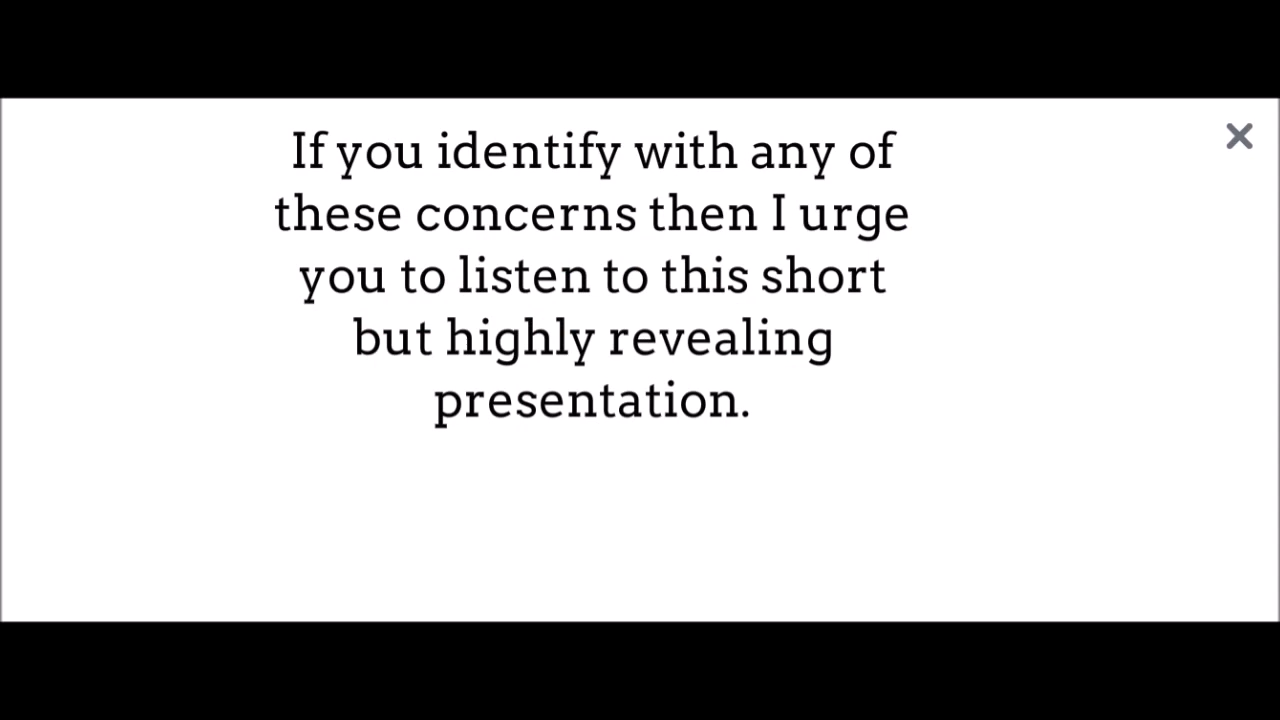 If you identify with any of
these concerns then I urge
you to listen to this short
but highly revealing
presentation.